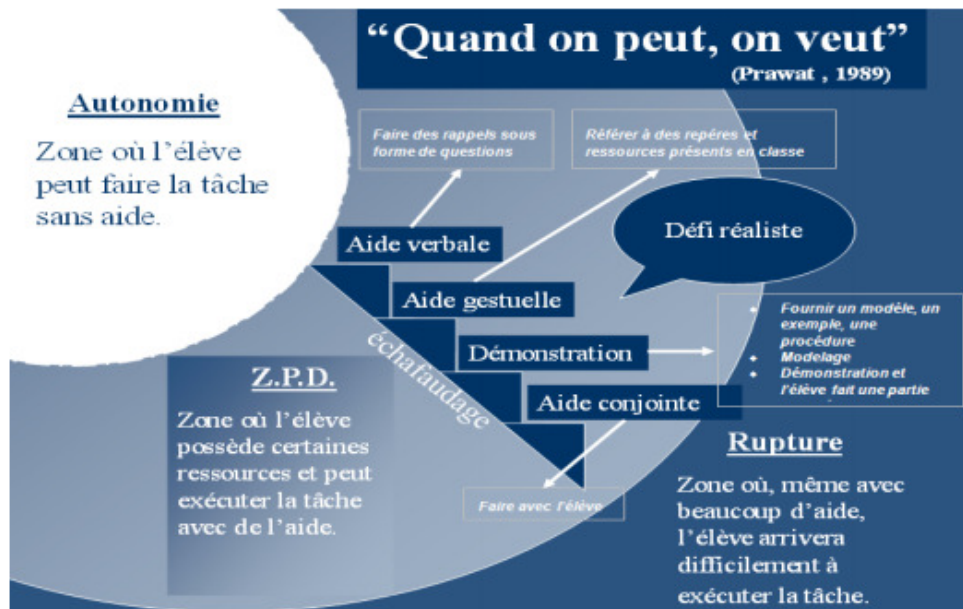 “Quand on peut, on veut”
(Prawat , 1989)
Autonomie
Zone où l’élève
peut faire la tâche
sans aide.
Faire des rappels sous
forme de questions
Référer à des repéres et
ressources présents en classe
Aide verbale
Défi réaliste
Aide gestuelle
Fournir un modèle, un
exemple, une
procédure
Modelage
Démonstration et
l'élève fait une partie
Démonstration
échafaudage
Aide conjointe
Z.P.D.
Zone où l’élève
possède certaines
ressources et peut
exécuter la tâche
avec de l’aide.
Faire avec l'élève
Rupture
Zone où, même avec
beaucoup d’aide,
l’élève arrivera
difficilement à
exécuter la tâche.